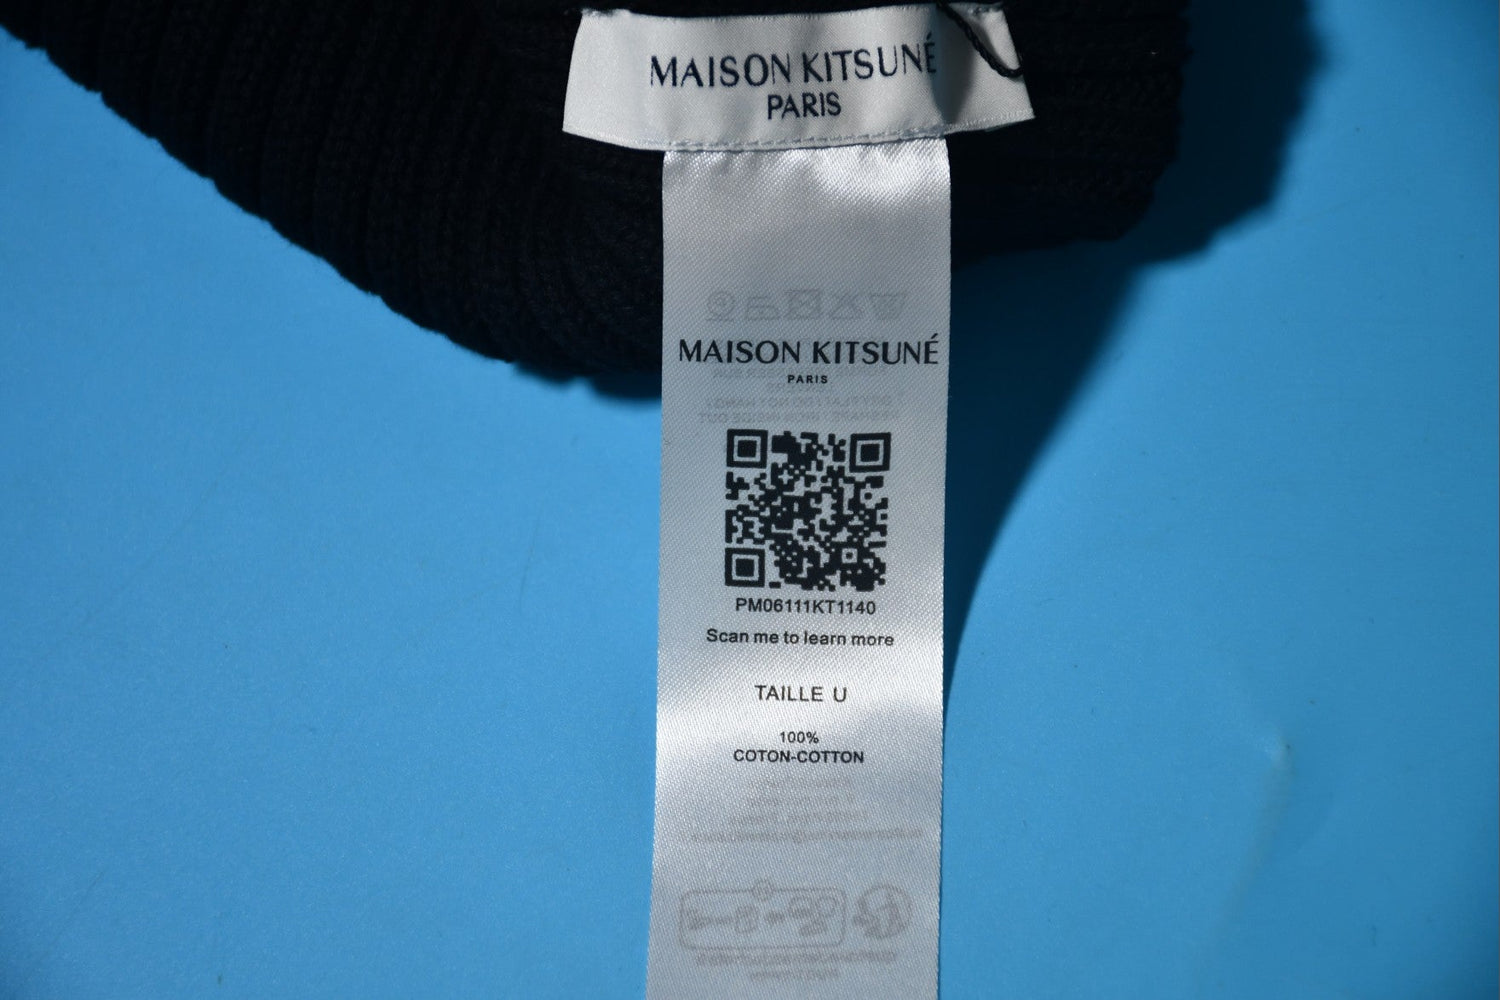 MAISON KITSUNÉ
PARIS
MAISON KITSUNÉ
PARIS
PM06111KT1140
Scan me to learn more
TAILLE U
100%
COTON-COTTON